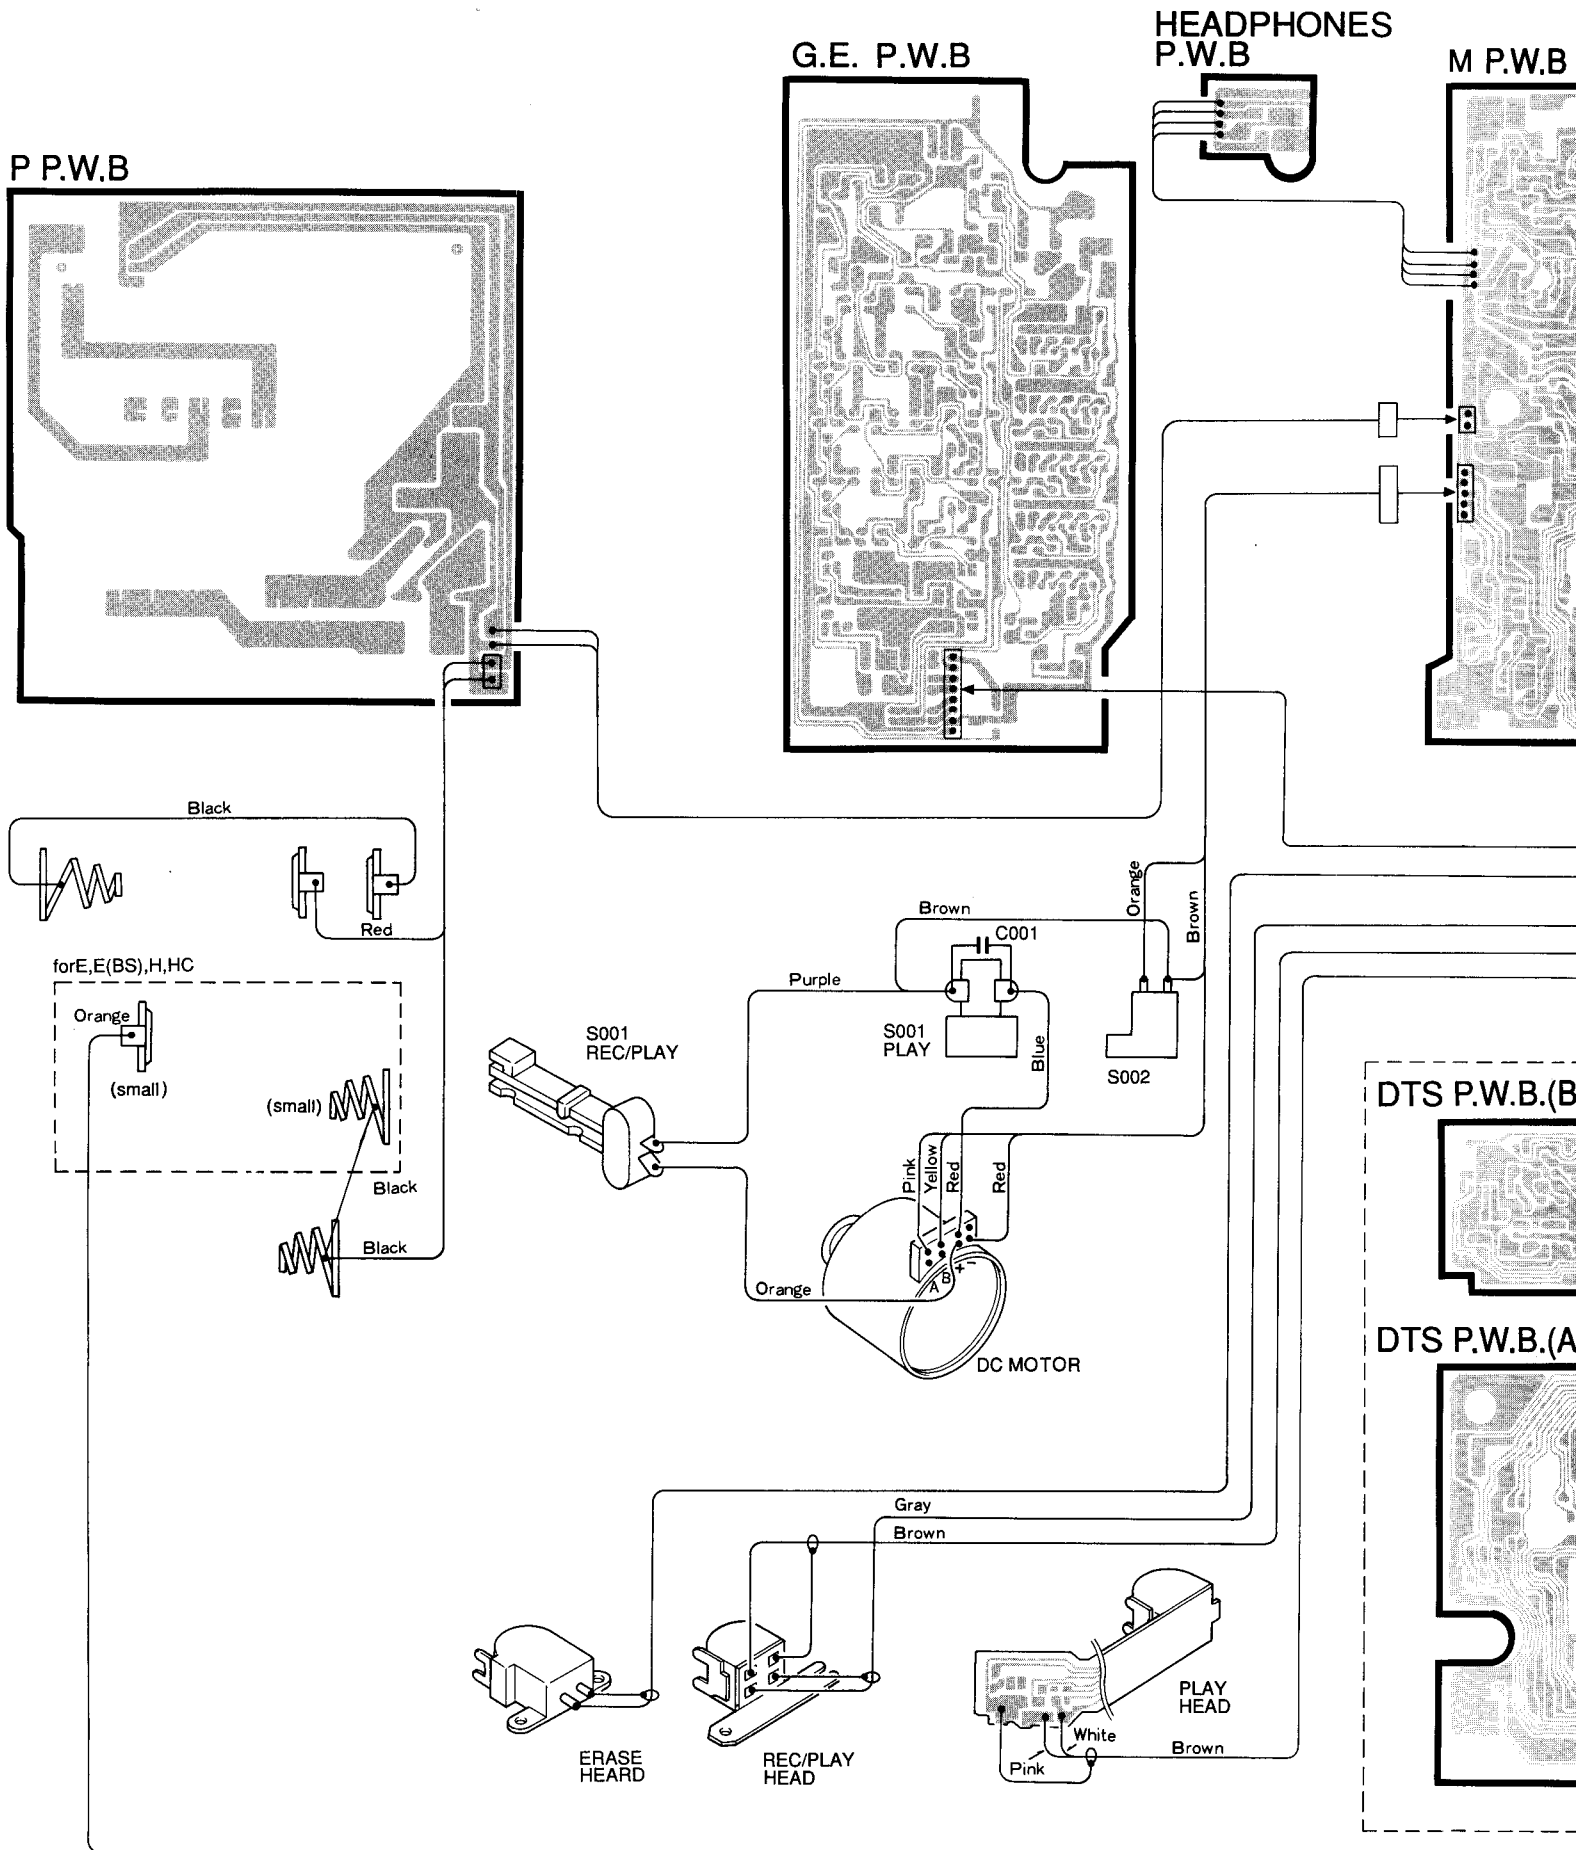 HEADPHONES
P.W.B
G.E. P.W.B
M P.W.B
P P.W.B
Black
Red
forE,E(BS),H,HC
Orange
(small)
(small)
Black
Black
Brown
C001
Orange
Brown
Purple
S001
REC/PLAY
S001
PLAY
Blue
S002
Pink
Yellow
Red
Red
Orange
A
B
+
-
DC MOTOR
DTS P.W.B.(B
DTS P.W.B.(A
Gray
Brown
ERASE
HEARD
REC/PLAY
HEAD
PLAY
HEAD
White
Pink
Brown